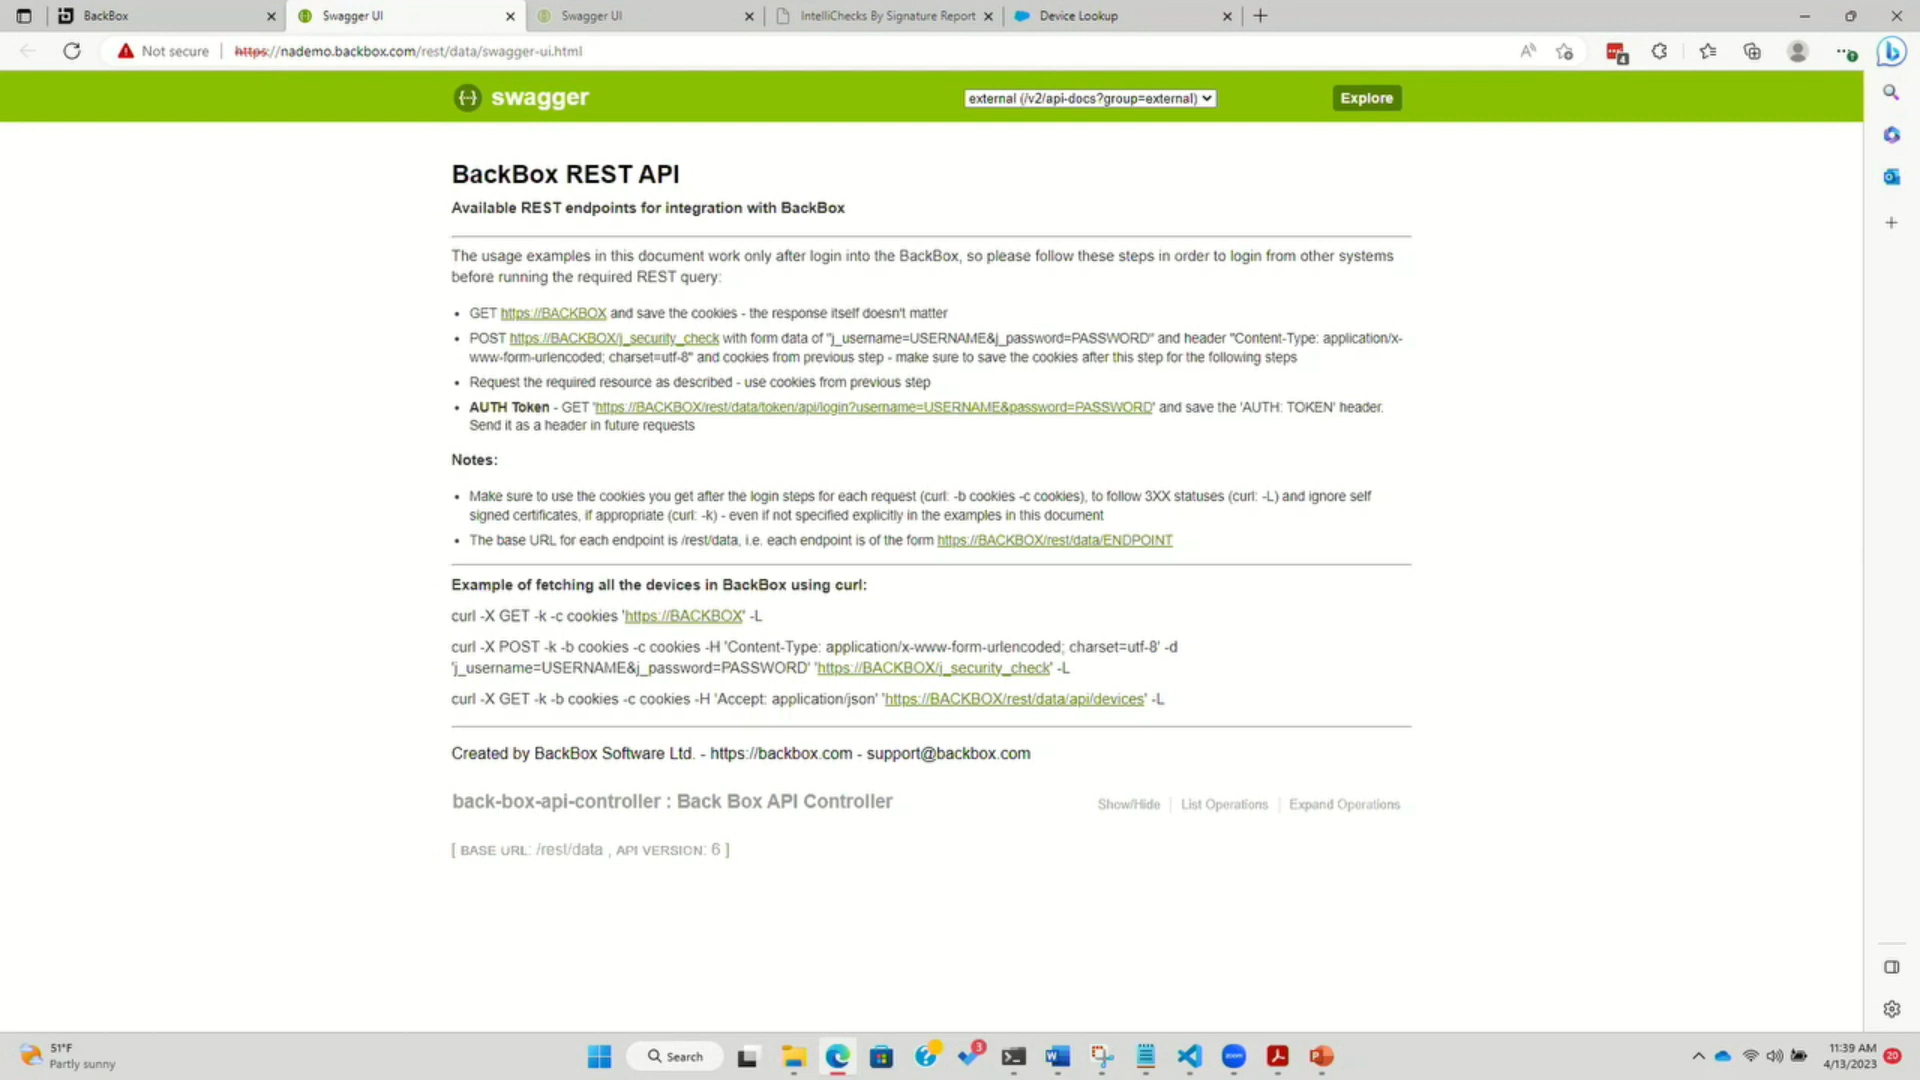 BackBox
Swagger UI
Swagger UI
IntelliChecks By Signature Report
Device Lookup
Not secure
https://nademo.backbox.com/rest/data/swagger-ui.html
4
swagger
external (/v2/api-docs?group=external)
Explore
BackBox REST API
Available REST endpoints for integration with BackBox
The usage examples in this document work only after login into the BackBox, so please follow these steps in order to login from other systems
before running the required REST query:
• GET https://BACKBOX and save the cookies - the response itself doesn't matter
• POST https://BACKBOX/j_security_check with form data of "j_username=USERNAME&j_password=PASSWORD" and header "Content-Type: application/x-
www-form-urlencoded; charset=utf-8" and cookies from previous step - make sure to save the cookies after this step for the following steps
• Request the required resource as described - use cookies from previous step
• AUTH Token - GET 'https://BACKBOX/rest/data/token/api/login?username=USERNAME&password=PASSWORD' and save the 'AUTH: TOKEN' header.
Send it as a header in future requests
Notes:
• Make sure to use the cookies you get after the login steps for each request (curl: -b cookies -c cookies), to follow 3XX statuses (curl: -L) and ignore self
signed certificates, if appropriate (curl: -k) - even if not specified explicitly in the examples in this document
• The base URL for each endpoint is /rest/data, i.e. each endpoint is of the form https://BACKBOX/rest/data/ENDPOINT
Example of fetching all the devices in BackBox using curl:
curl -X GET -k -c cookies 'https://BACKBOX' -L
curl -X POST -k -b cookies -c cookies -H 'Content-Type: application/x-www-form-urlencoded; charset=utf-8' -d
'j_username=USERNAME&j_password=PASSWORD' 'https://BACKBOX/j_security_check' -L
curl -X GET -k -b cookies -c cookies -H 'Accept: application/json' 'https://BACKBOX/rest/data/api/devices' -L
Created by BackBox Software Ltd. - https://backbox.com - support@backbox.com
back-box-api-controller : Back Box API Controller
Show/Hide
List Operations
Expand Operations
[ BASE URL: /rest/data , API VERSION: 6 ]
51°F
Partly sunny
Search
3
zoom
11:39 AM
4/13/2023
20